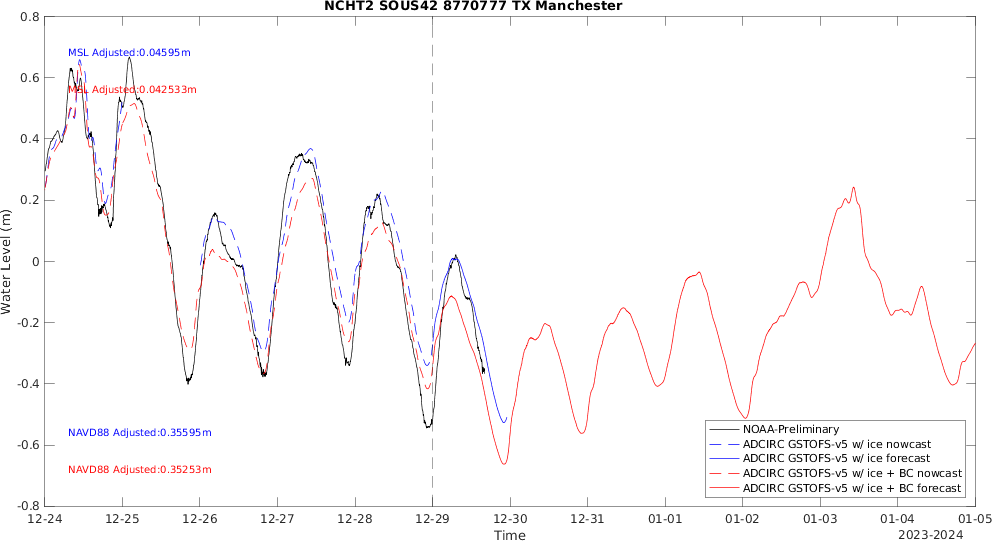 NCHT2 SOUS42 8770777 TX Manchester
MSL Adjusted:0.04595m
MSL Adjusted:0.042533m
NAVD88 Adjusted:0.35595m
NAVD88 Adjusted:0.35253m
Water Level (m)
0.8
0.6
0.4
0.2
0
-0.2
-0.4
-0.6
-0.8
NOAA-Preliminary
ADCIRC GSTOFS-v5 w/ ice nowcast
ADCIRC GSTOFS-v5 w/ ice forecast
ADCIRC GSTOFS-v5 w/ ice + BC nowcast
ADCIRC GSTOFS-v5 w/ ice + BC forecast
12-24 12-25 12-26 12-27 12-28 12-29 12-30 12-31 01-01 01-02 01-03 01-04 01-05
Time
2023-2024